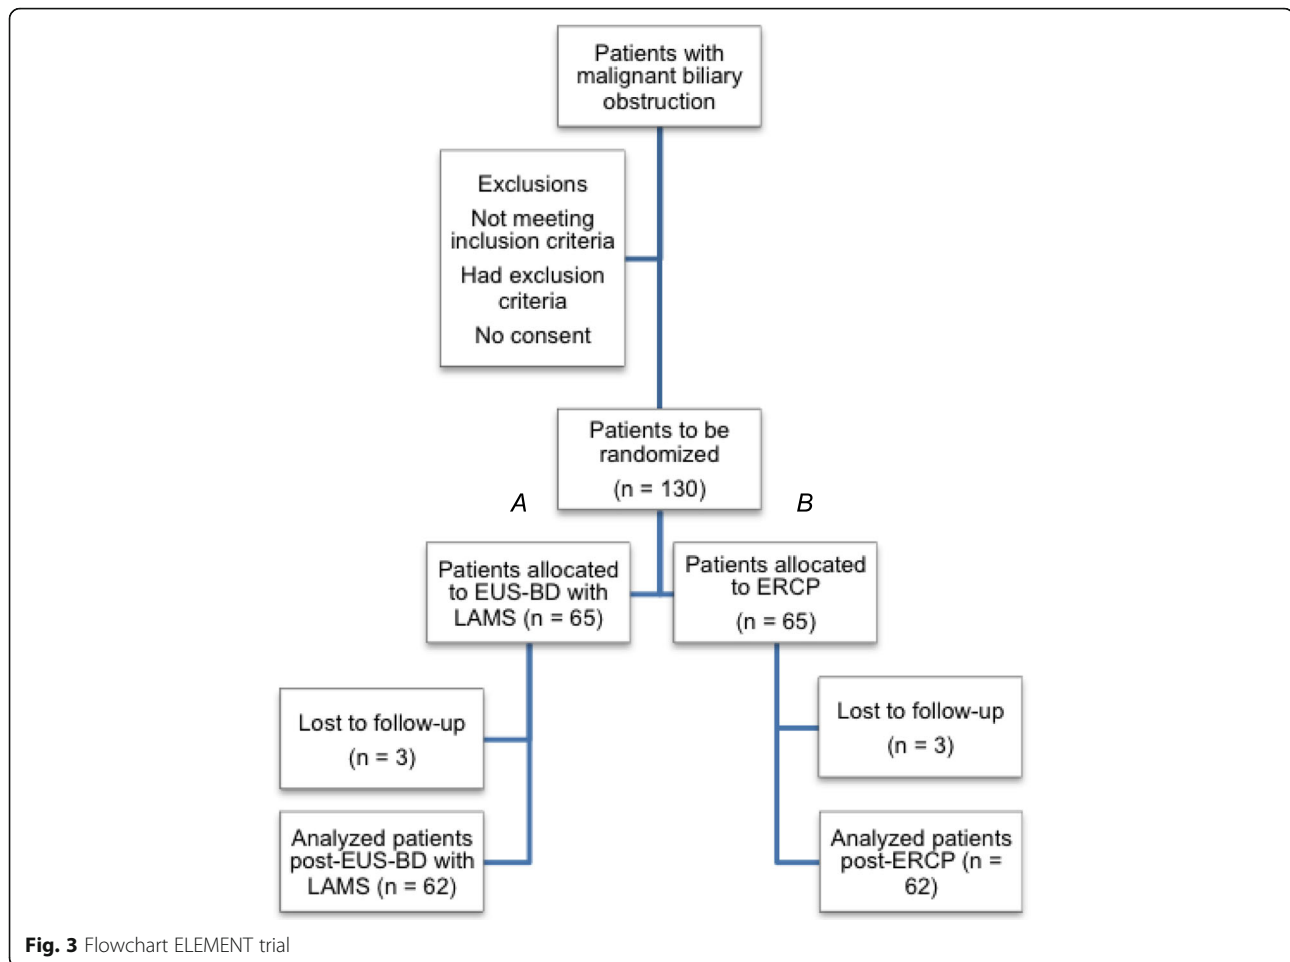 Patients with
malignant biliary
obstruction
Exclusions
Not meeting
inclusion criteria
Had exclusion
criteria
No consent
Patients to be
randomized
(n = 130)
A
B
Patients allocated
to EUS-BD with
LAMS (n = 65)
Patients allocated
to ERCP
(n = 65)
Lost to follow-up
(n = 3)
Lost to follow-up
(n = 3)
Analyzed patients
post-EUS-BD with
LAMS (n = 62)
Analyzed patients
post-ERCP (n =
62)
Fig. 3 Flowchart ELEMENT trial